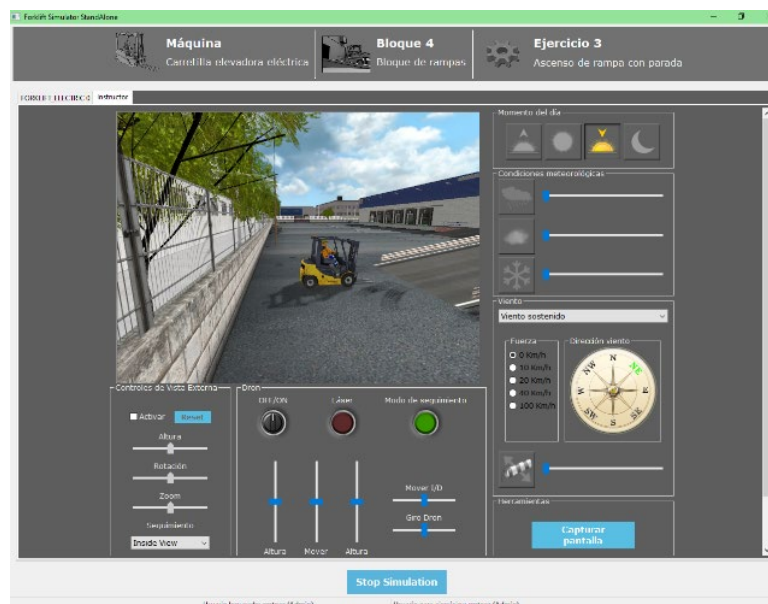 Forklift Simulator StandAlone
Máquina
Carretilla elevadora eléctrica
Bloque 4
Bloque de rampas
Ejercicio 3
Ascenso de rampa con parada
FORKLIFT ELECTRICO
Instructor
Momento del día
Condiciones meteorológicas
Viento
Viento sostenido
Fuerza
0 Km/h
10 Km/h
20 Km/h
40 Km/h
100 Km/h
Dirección viento
N
NE
E
SE
S
SW
W
NW
Controles de Vista Externa
Activar
Reset
Altura
Rotación
Zoom
Seguimiento
Inside View
Dron
OFF/ON
Láser
Modo de seguimiento
Altura
Mover
Altura
Mover I/D
Giro Dron
Herramientas
Capturar
pantalla
Stop Simulation